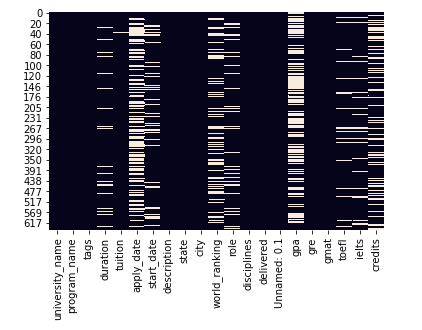 0
20
40
60
80
100
120
146
176
205
231
267
296
320
350
391
438
477
517
569
617
university_name
program_name
tags
duration
tuition
apply_date
start_date
description
state
city
world_ranking
role
disciplines
delivered
Unnamed: 0.1
gpa
gre
gmat
toefl
ielts
credits